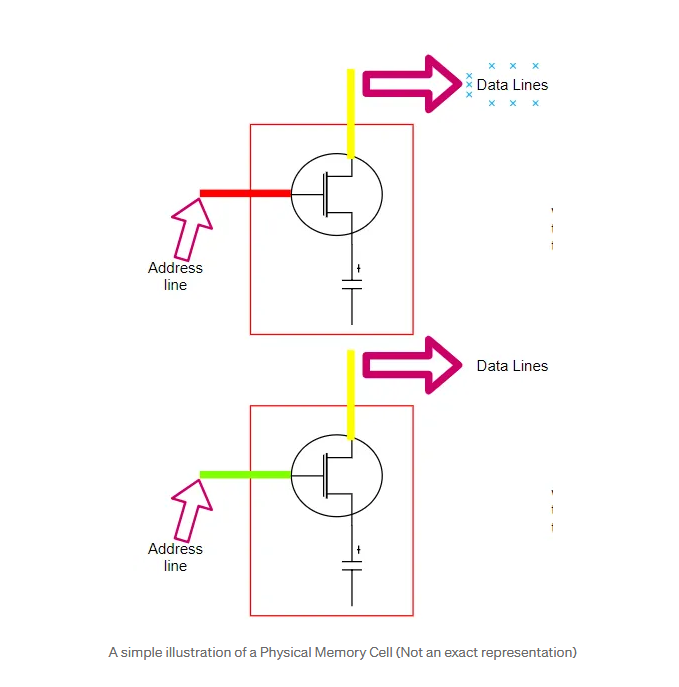 Data Lines
Address
line
Data Lines
Address
line
A simple illustration of a Physical Memory Cell (Not an exact representation)